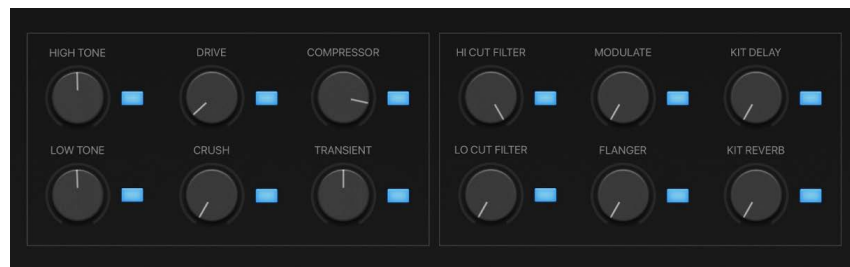 HIGH TONE DRIVE COMPRESSOR HI CUT FILTER MODULATE KIT DELAY
LOW TONE CRUSH TRANSIENT LO CUT FILTER FLANGER KIT REVERB